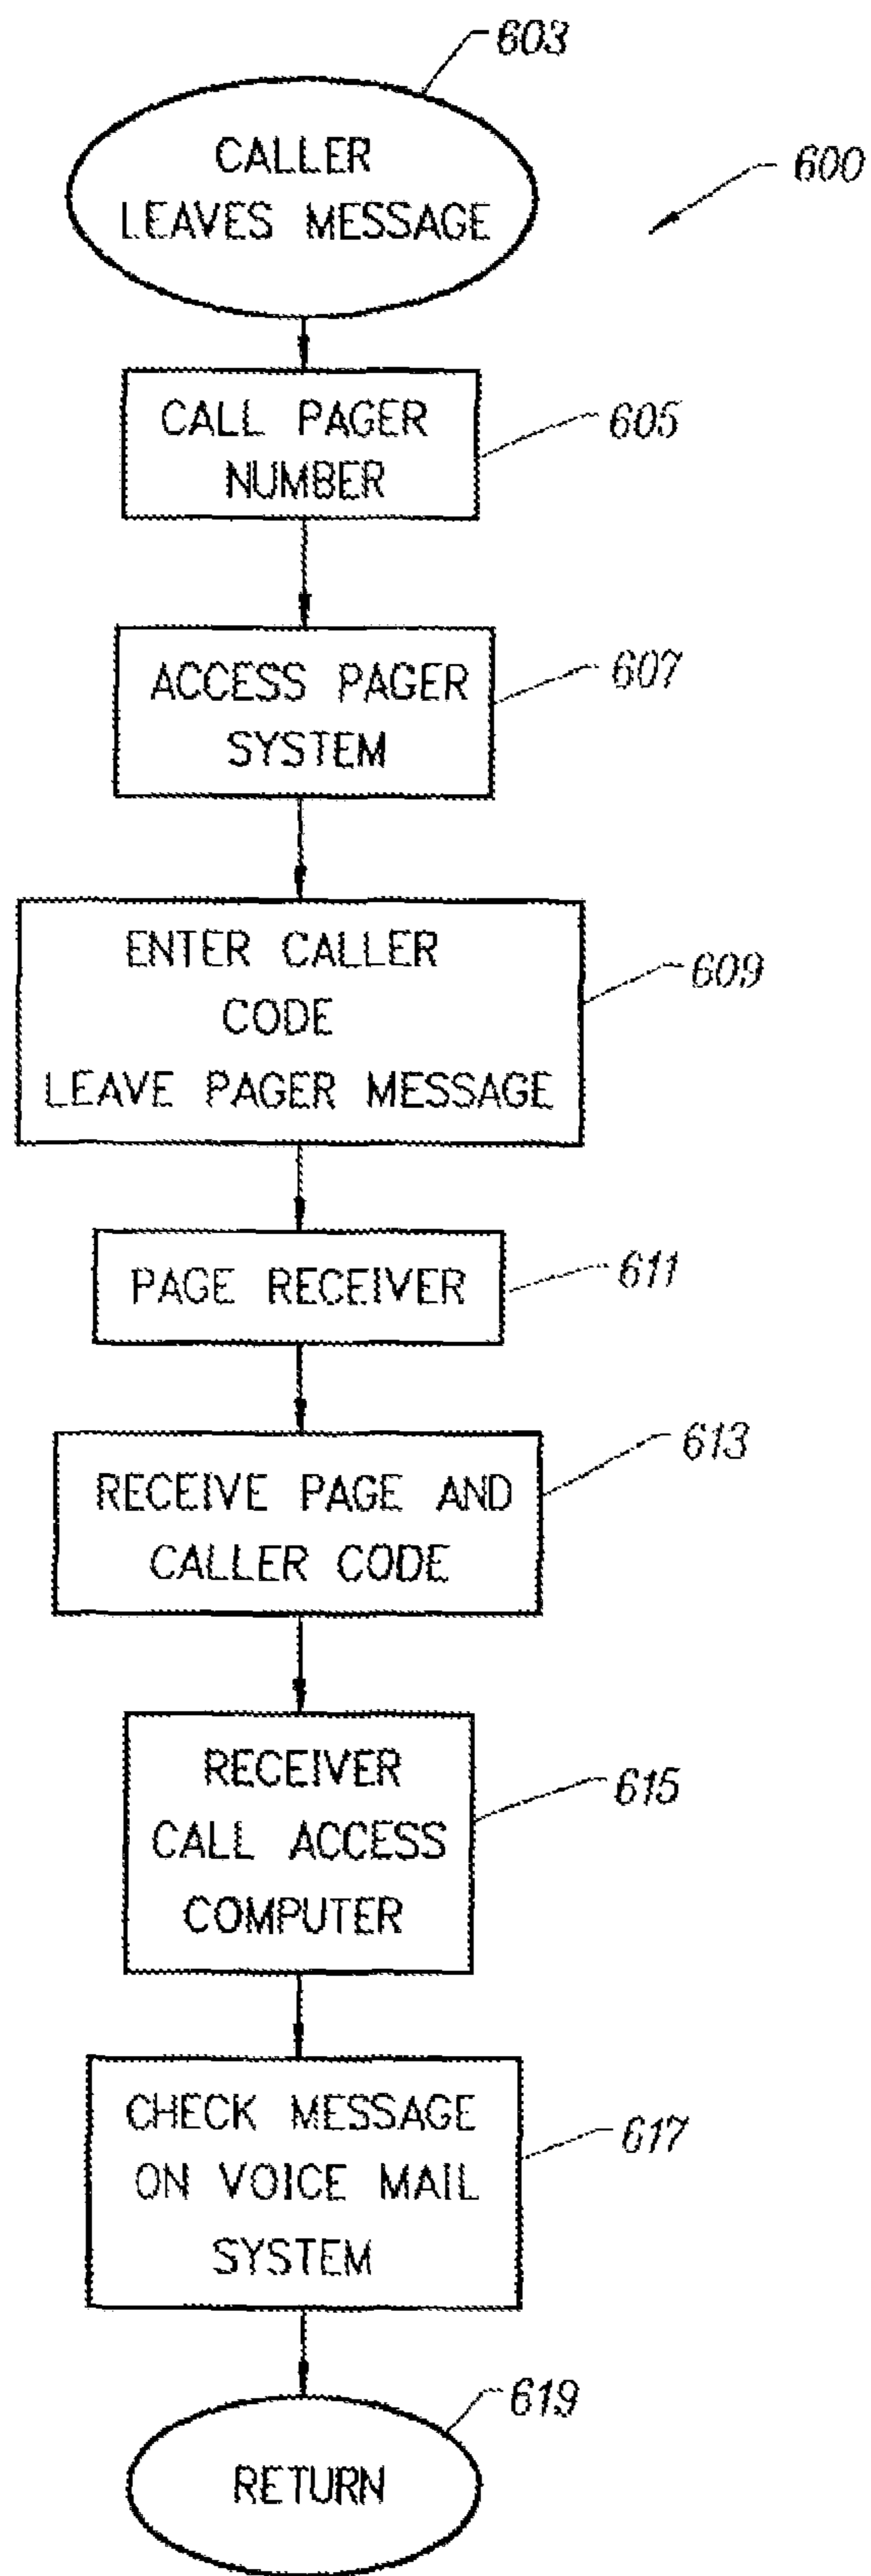 603
CALLER
LEAVES MESSAGE
600
CALL PAGER
NUMBER
605
ACCESS PAGER
SYSTEM
607
ENTER CALLER
CODE
LEAVE PAGER MESSAGE
609
PAGE RECEIVER
611
RECEIVE PAGE AND
CALLER CODE
613
RECEIVER
CALL ACCESS
COMPUTER
615
CHECK MESSAGE
ON VOICE MAIL
SYSTEM
617
RETURN
619